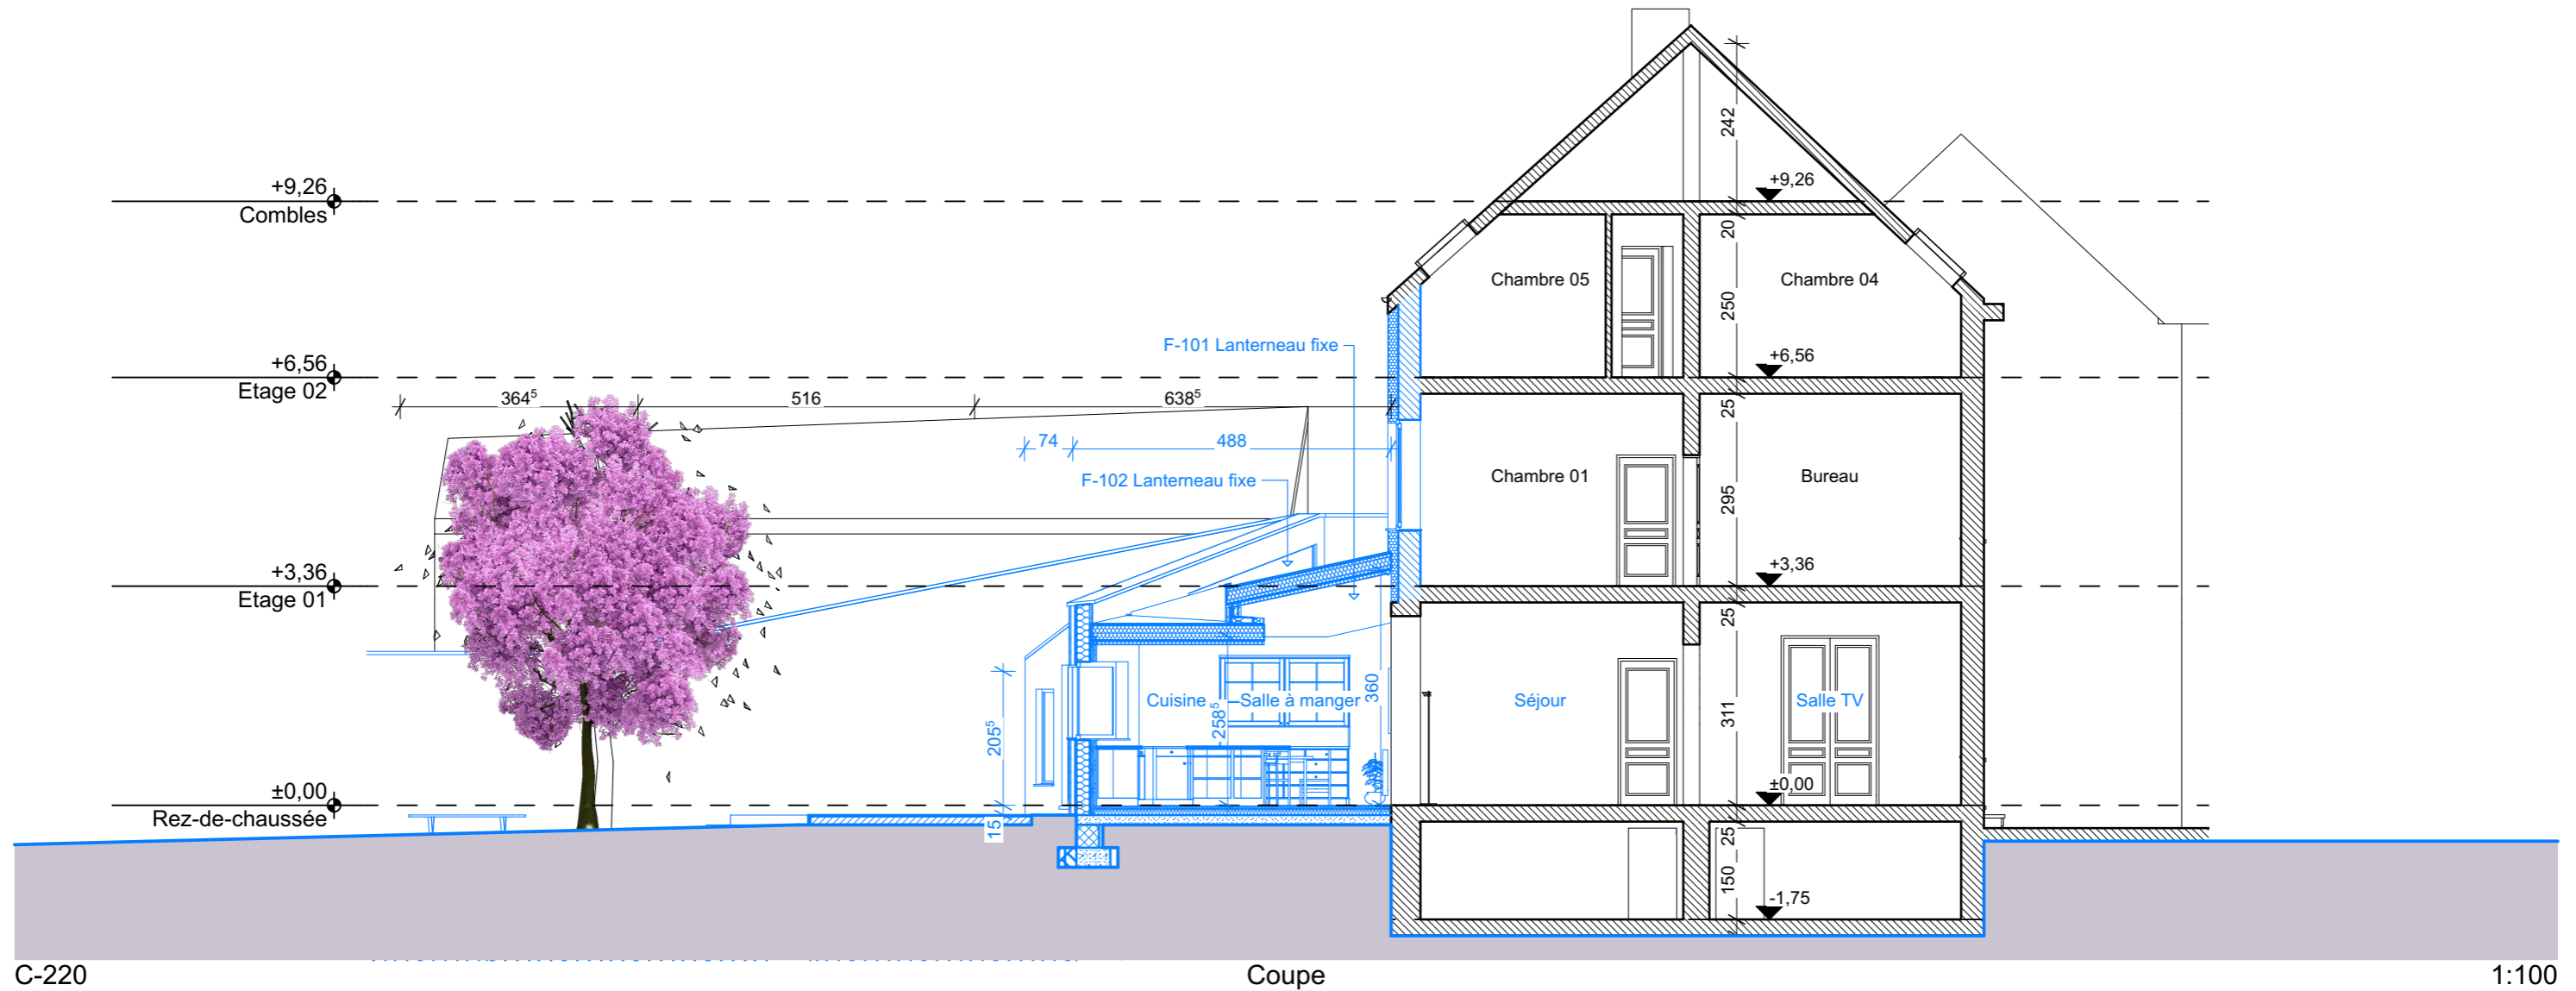 242
+9,26
Combles
+9,26
20
Chambre 05
Chambre 04
250
F-101 Lanterneau fixe
+6,56
Etage 02
+6,56
364⁵
516
638⁵
25
74
488
F-102 Lanterneau fixe
Chambre 01
Bureau
295
+3,36
Etage 01
+3,36
25
205⁵
Cuisine
258⁵
Salle à manger
360
Séjour
311
Salle TV
±0,00
Rez-de-chaussée
±0,00
15
25
150
-1,75
C-220
Coupe
1:100